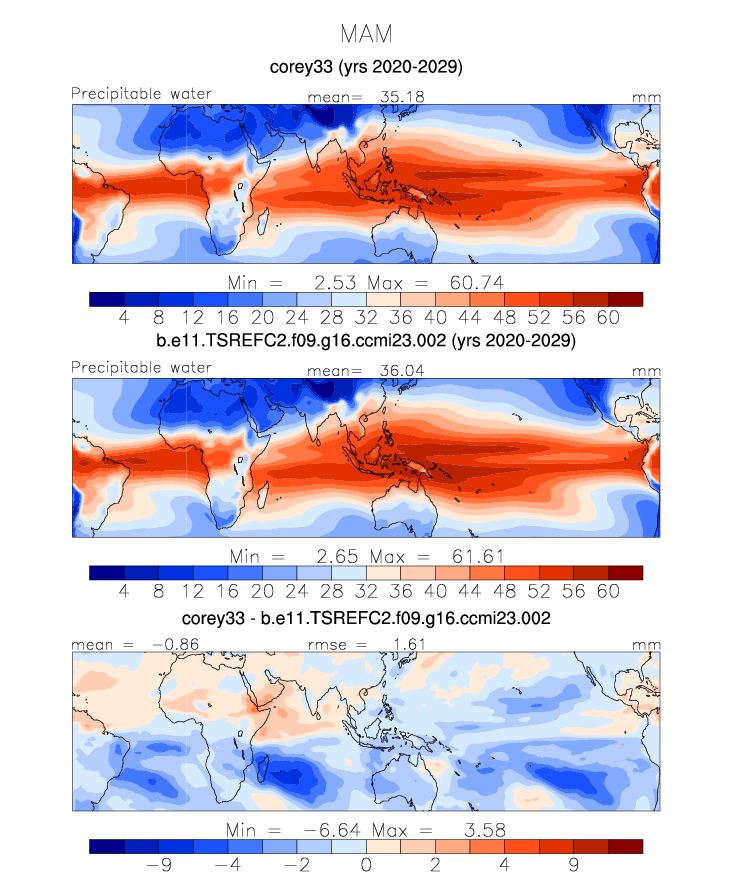 MAM
corey33 (yrs 2020-2029)
Precipitable water mean= 35.18 mm
Min = 2.53 Max = 60.74
4 8 12 16 20 24 28 32 36 40 44 48 52 56 60
b.e11.TSREFC2.f09.g16.ccmi23.002 (yrs 2020-2029)
Precipitable water mean= 36.04 mm
Min = 2.65 Max = 61.61
4 8 12 16 20 24 28 32 36 40 44 48 52 56 60
corey33 - b.e11.TSREFC2.f09.g16.ccmi23.002
mean = −0.86 rmse = 1.61 mm
Min = −6.64 Max = 3.58
−9 −4 −2 0 2 4 9